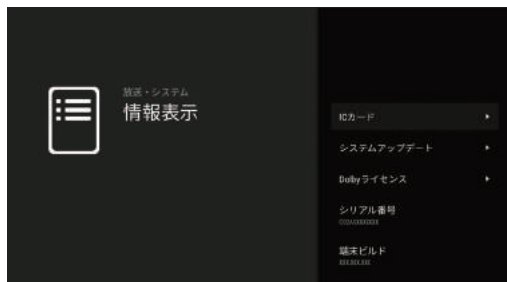 放送・システム
情報表示
ICカード
システムアップデート
Dolbyライセンス
シリアル番号
端末ビルド